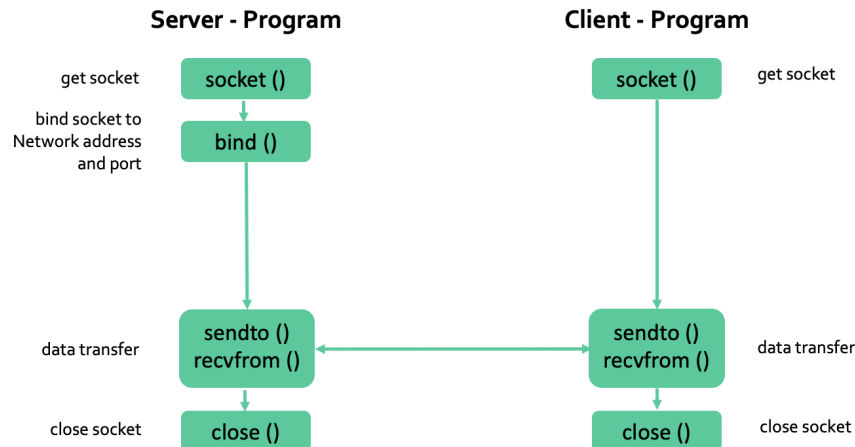 Server - Program
Client - Program
get socket
socket ()
socket ()
get socket
bind socket to
Network address
and port
bind ()
data transfer
sendto ()
recvfrom ()
sendto ()
recvfrom ()
data transfer
close socket
close ()
close ()
close socket